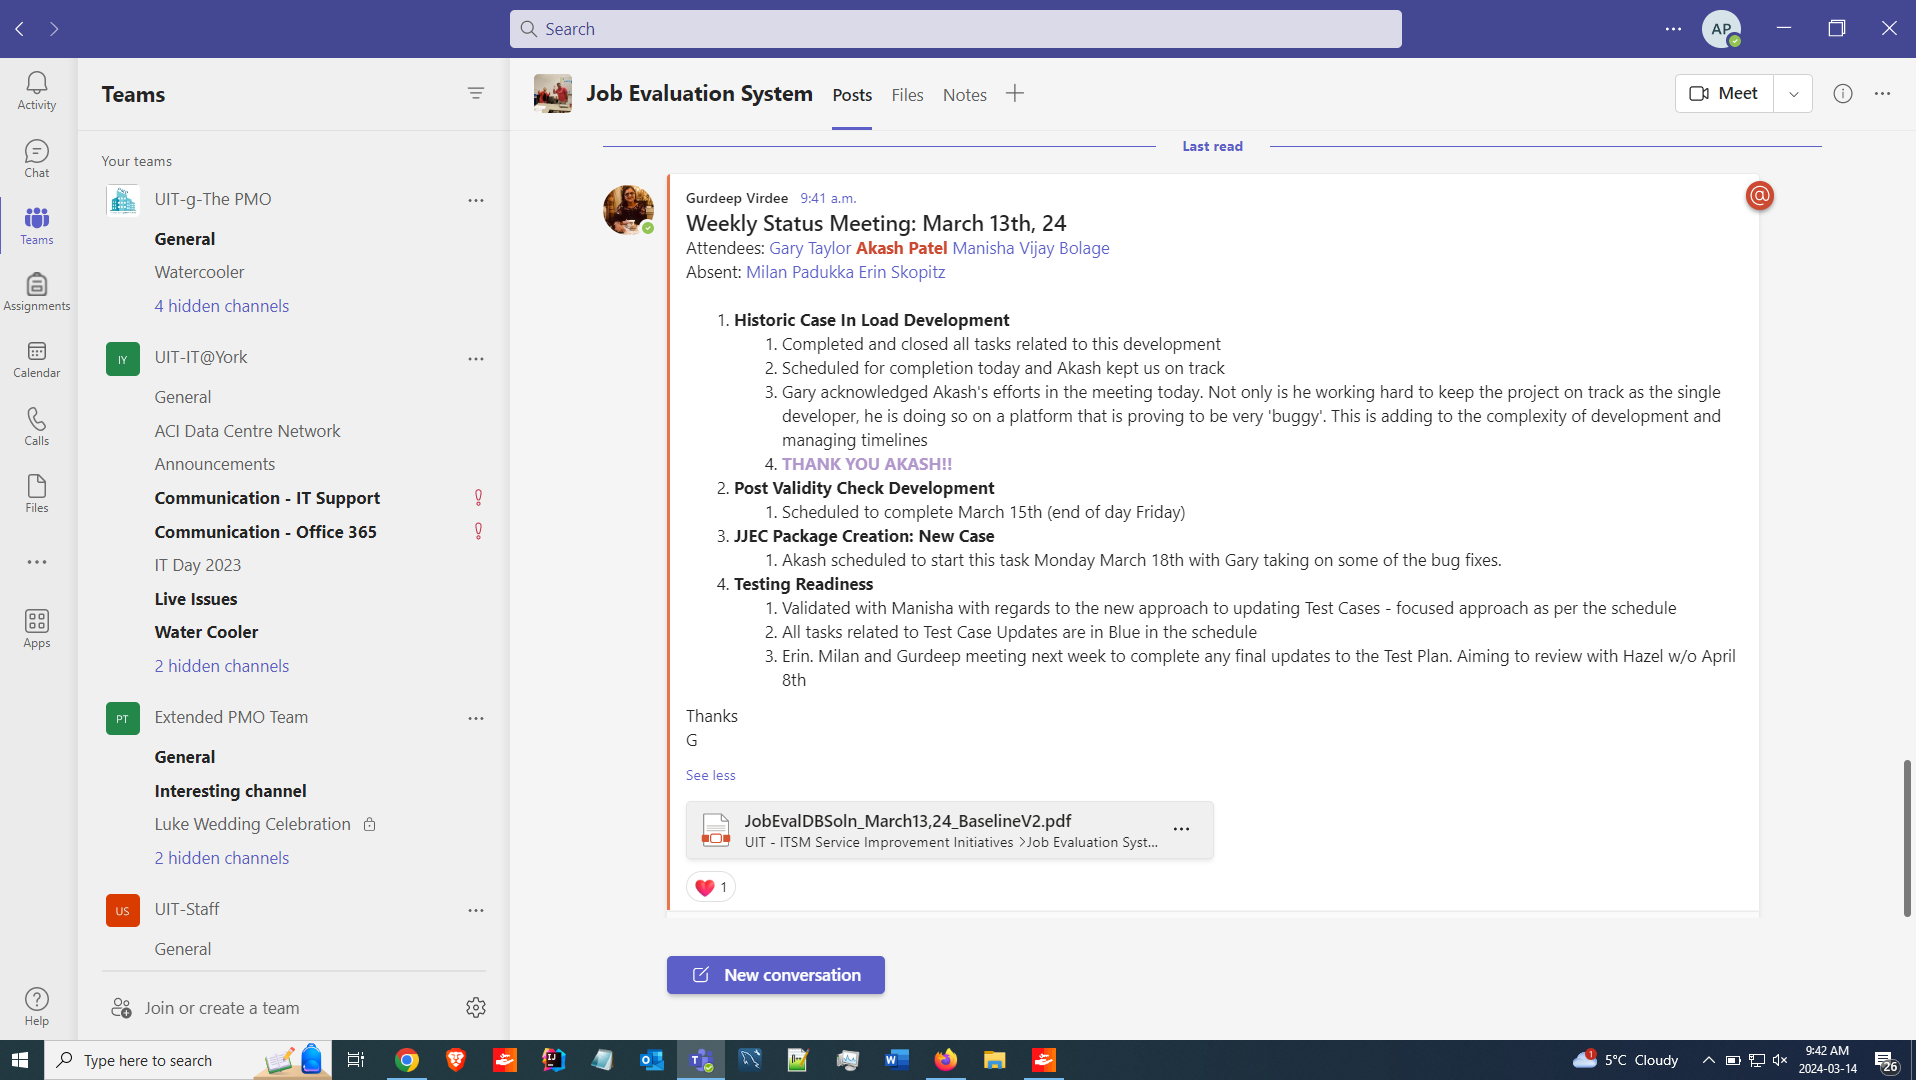 Search
AP
Activity
Chat
Teams
Assignments
Calendar
Calls
Files
Apps
Help
Teams
Your teams
UIT-g-The PMO
General
Watercooler
4 hidden channels
IY
UIT-IT@York
General
ACI Data Centre Network
Announcements
Communication - IT Support
Communication - Office 365
IT Day 2023
Live Issues
Water Cooler
2 hidden channels
PT
Extended PMO Team
General
Interesting channel
Luke Wedding Celebration
2 hidden channels
US
UIT-Staff
General
Join or create a team
Job Evaluation System
Posts Files Notes
Meet
Last read
Gurdeep Virdee 9:41 a.m.
@
Weekly Status Meeting: March 13th, 24
Attendees: Gary Taylor Akash Patel Manisha Vijay Bolage
Absent: Milan Padukka Erin Skopitz
1. Historic Case In Load Development
1. Completed and closed all tasks related to this development
2. Scheduled for completion today and Akash kept us on track
3. Gary acknowledged Akash's efforts in the meeting today. Not only is he working hard to keep the project on track as the single
developer, he is doing so on a platform that is proving to be very 'buggy'. This is adding to the complexity of development and
managing timelines
4. THANK YOU AKASH!!
2. Post Validity Check Development
1. Scheduled to complete March 15th (end of day Friday)
3. JJEC Package Creation: New Case
1. Akash scheduled to start this task Monday March 18th with Gary taking on some of the bug fixes.
4. Testing Readiness
1. Validated with Manisha with regards to the new approach to updating Test Cases - focused approach as per the schedule
2. All tasks related to Test Case Updates are in Blue in the schedule
3. Erin. Milan and Gurdeep meeting next week to complete any final updates to the Test Plan. Aiming to review with Hazel w/o April
8th
Thanks
G
See less
JobEvalDBSoln_March13,24_BaselineV2.pdf
UIT - ITSM Service Improvement Initiatives >Job Evaluation Syst...
1
New conversation
Type here to search
1
5°C Cloudy
9:42 AM
2024-03-14
26